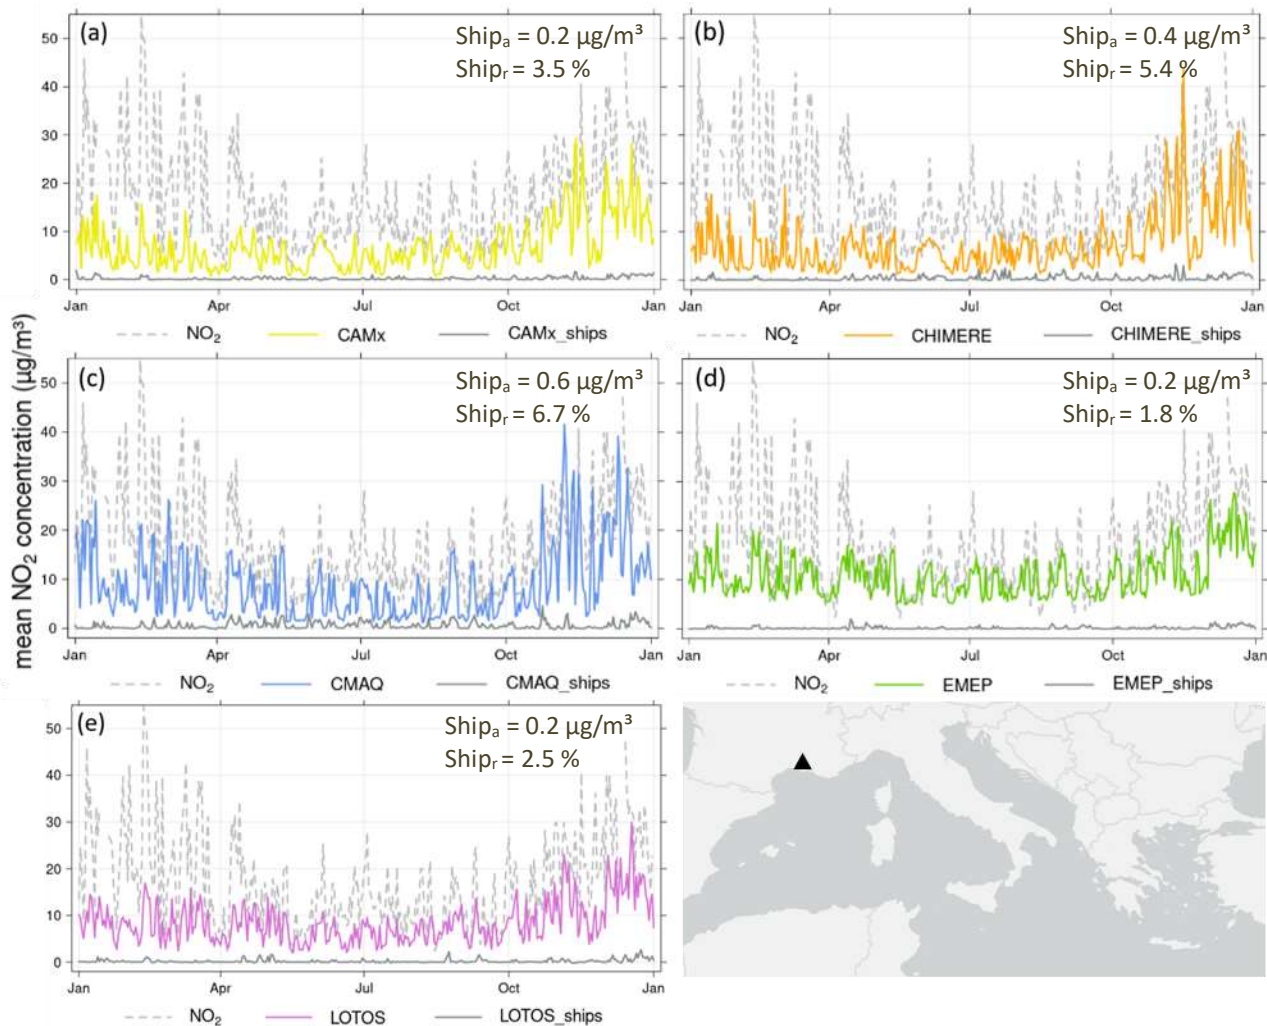 (a)
Shipₐ = 0.2 µg/m³
Shipᵣ = 3.5 %
50
40
30
20
10
0
Jan Apr Jul Oct Jan
NO₂ CAMx CAMx_ships
(b)
Shipₐ = 0.4 µg/m³
Shipᵣ = 5.4 %
Jan Apr Jul Oct Jan
NO₂ CHIMERE CHIMERE_ships
mean NO₂ concentration (µg/m³)
(c)
Shipₐ = 0.6 µg/m³
Shipᵣ = 6.7 %
50
40
30
20
10
0
Jan Apr Jul Oct Jan
NO₂ CMAQ CMAQ_ships
(d)
Shipₐ = 0.2 µg/m³
Shipᵣ = 1.8 %
Jan Apr Jul Oct Jan
NO₂ EMEP EMEP_ships
(e)
Shipₐ = 0.2 µg/m³
Shipᵣ = 2.5 %
50
40
30
20
10
0
Jan Apr Jul Oct Jan
NO₂ LOTOS LOTOS_ships